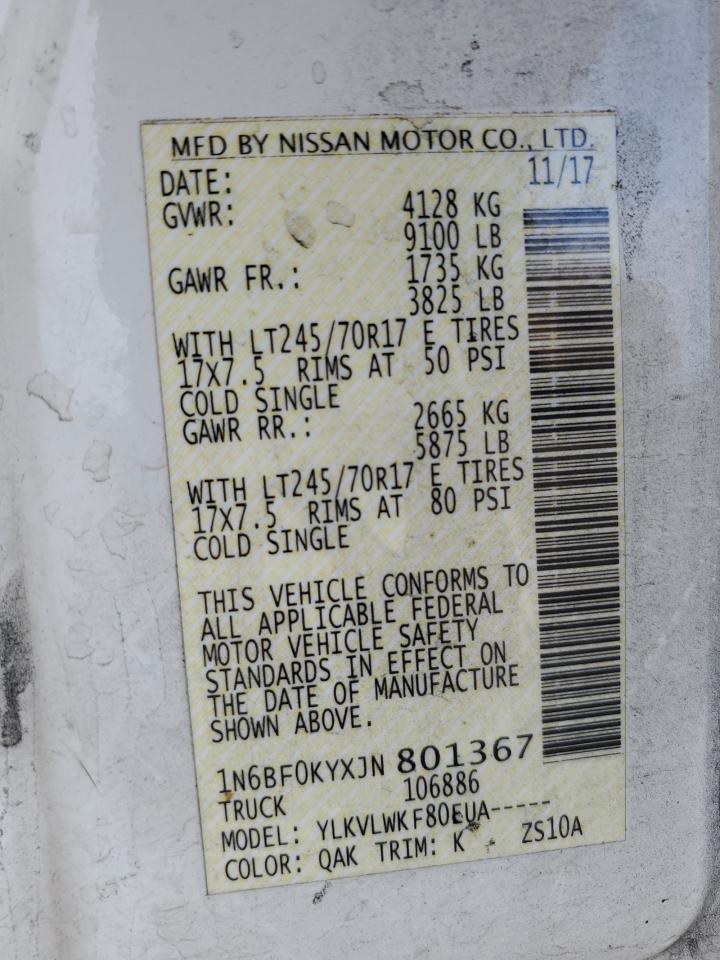 MFD BY NISSAN MOTOR CO., LTD.
DATE: 11/17
GVWR: 4128 KG
9100 LB
GAWR FR.: 1735 KG
3825 LB
WITH LT245/70R17 E TIRES
17X7.5 RIMS AT 50 PSI
COLD SINGLE
GAWR RR.: 2665 KG
5875 LB
WITH LT245/70R17 E TIRES
17X7.5 RIMS AT 80 PSI
COLD SINGLE
THIS VEHICLE CONFORMS TO
ALL APPLICABLE FEDERAL
MOTOR VEHICLE SAFETY
STANDARDS IN EFFECT ON
THE DATE OF MANUFACTURE
SHOWN ABOVE.
1N6BF0KYXJN 801367
TRUCK 106886
MODEL: YLKVLWKF80EUA-----
COLOR: QAK TRIM: K ZS10A